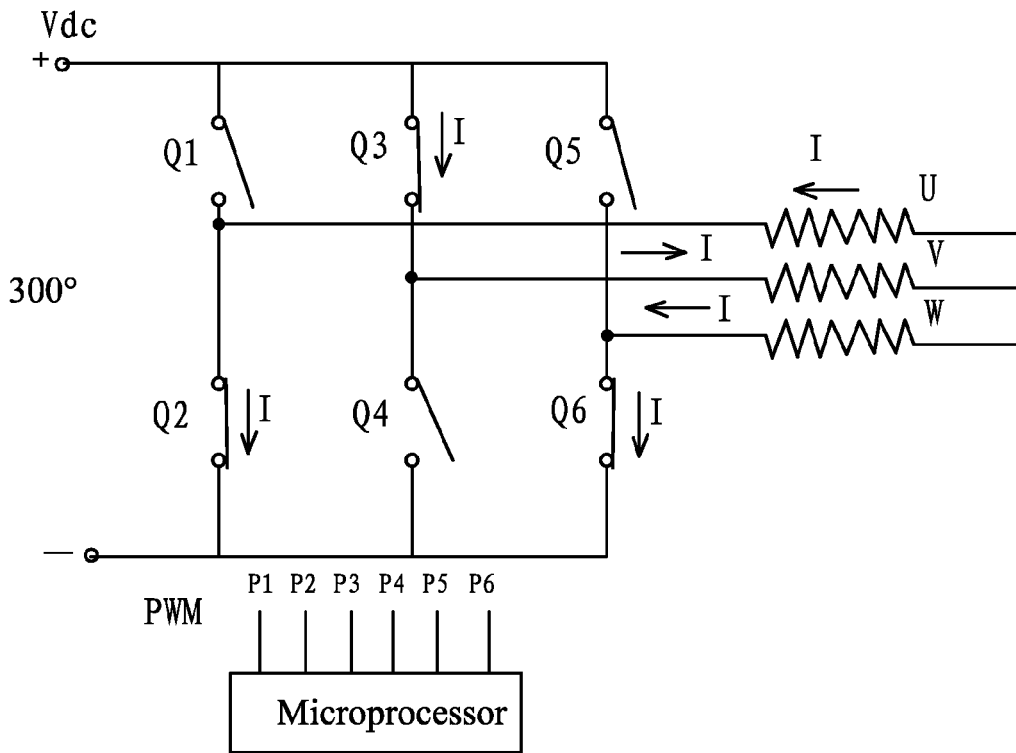 Vdc
+
Q1
Q3
I
Q5
I
U
I
V
300°
I
W
Q2
I
Q4
Q6
I
—
PWM
P1 P2 P3 P4 P5 P6
Microprocessor